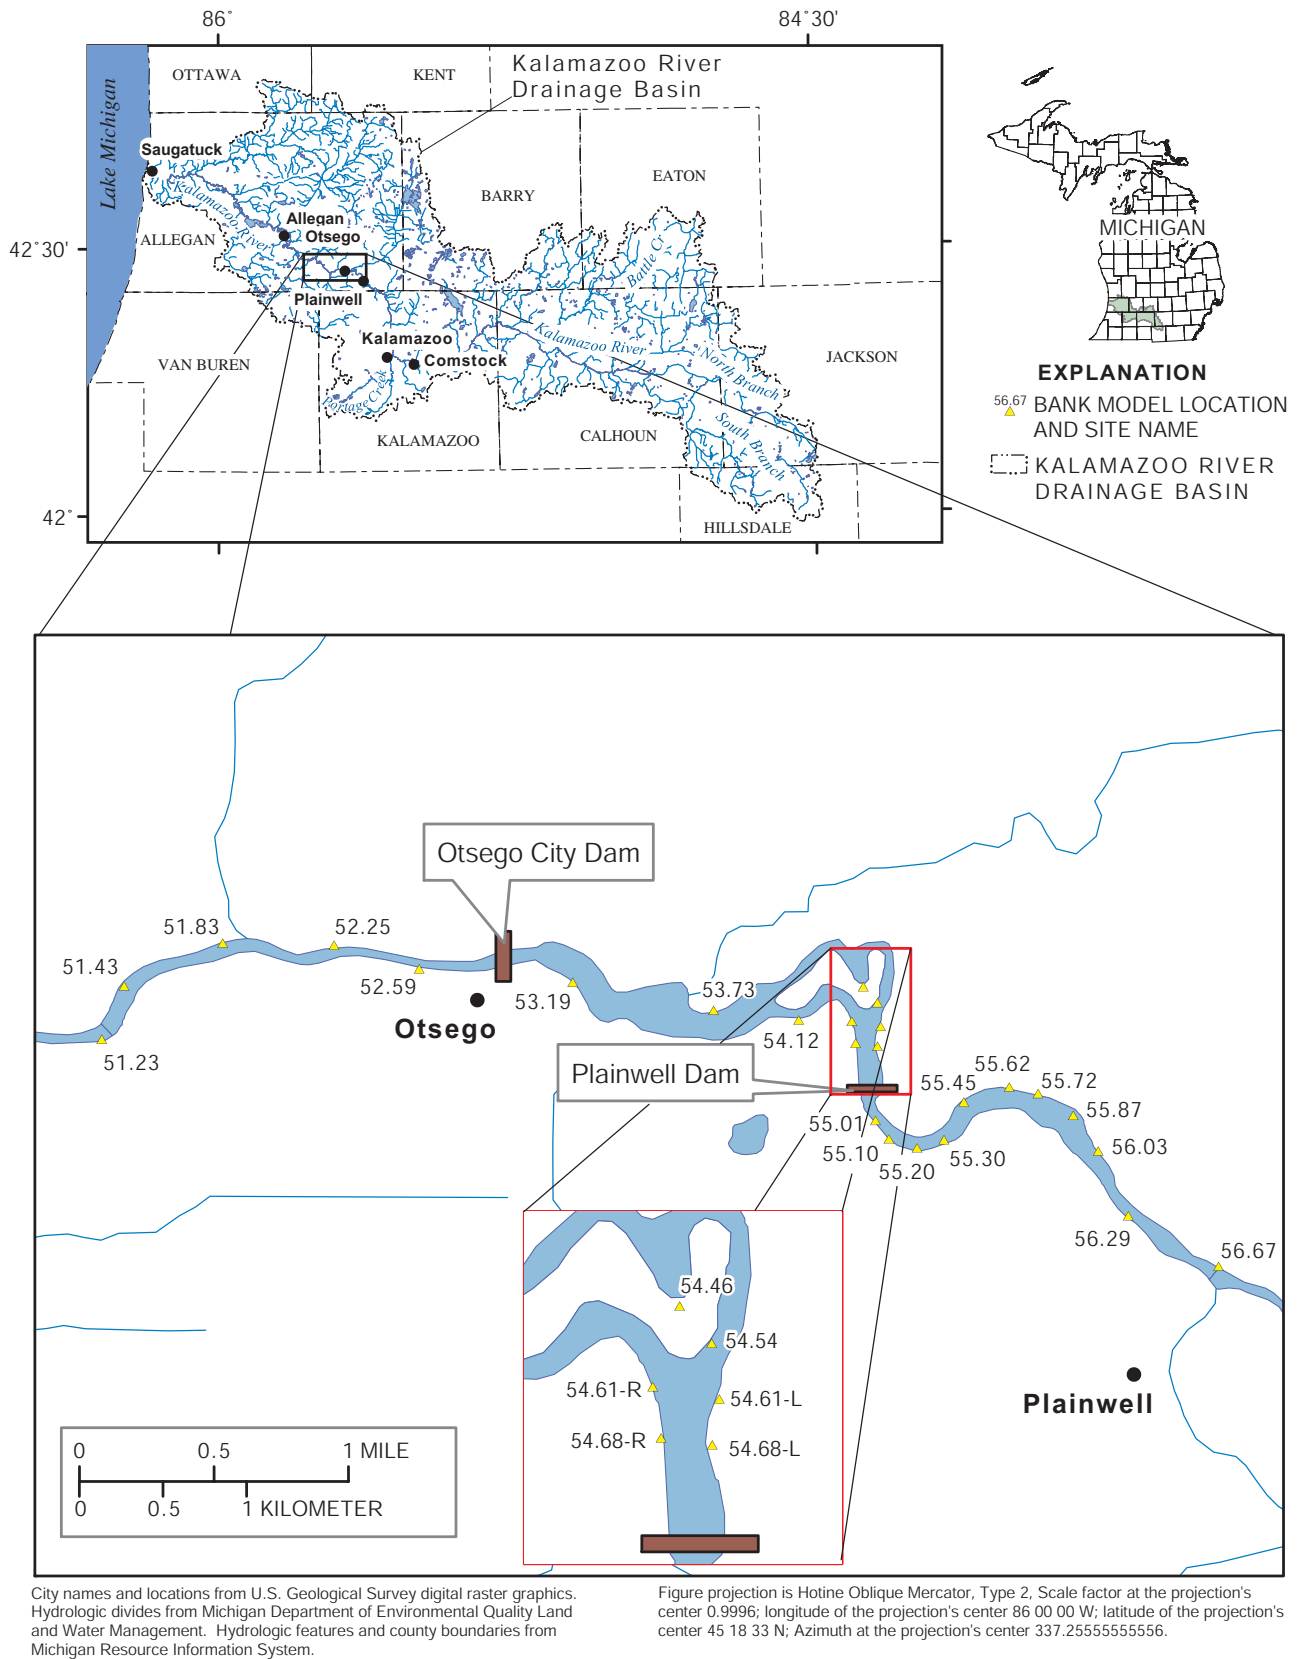 86°
84°30'
OTTAWA
KENT
Kalamazoo River
Drainage Basin
Lake Michigan
Saugatuck
Kalamazoo River
BARRY
EATON
Allegan
Otsego
ALLEGAN
42°30'
Battle Cr
Plainwell
Kalamazoo River
Kalamazoo
Comstock
VAN BUREN
North Branch
JACKSON
Portage Creek
South Branch
KALAMAZOO
CALHOUN
42°
HILLSDALE
MICHIGAN
EXPLANATION
56.67 BANK MODEL LOCATION
AND SITE NAME
KALAMAZOO RIVER
DRAINAGE BASIN
Otsego City Dam
51.83
52.25
51.43
52.59
53.19
53.73
Otsego
54.12
51.23
Plainwell Dam
55.62
55.45
55.72
55.87
55.01
55.10
55.20
55.30
56.03
56.29
56.67
54.46
54.54
54.61-R
54.61-L
54.68-R
54.68-L
Plainwell
0 0.5 1 MILE
0 0.5 1 KILOMETER
City names and locations from U.S. Geological Survey digital raster graphics.
Hydrologic divides from Michigan Department of Environmental Quality Land
and Water Management. Hydrologic features and county boundaries from
Michigan Resource Information System.
Figure projection is Hotine Oblique Mercator, Type 2, Scale factor at the projection's
center 0.9996; longitude of the projection's center 86 00 00 W; latitude of the projection's
center 45 18 33 N; Azimuth at the projection's center 337.25555555556.